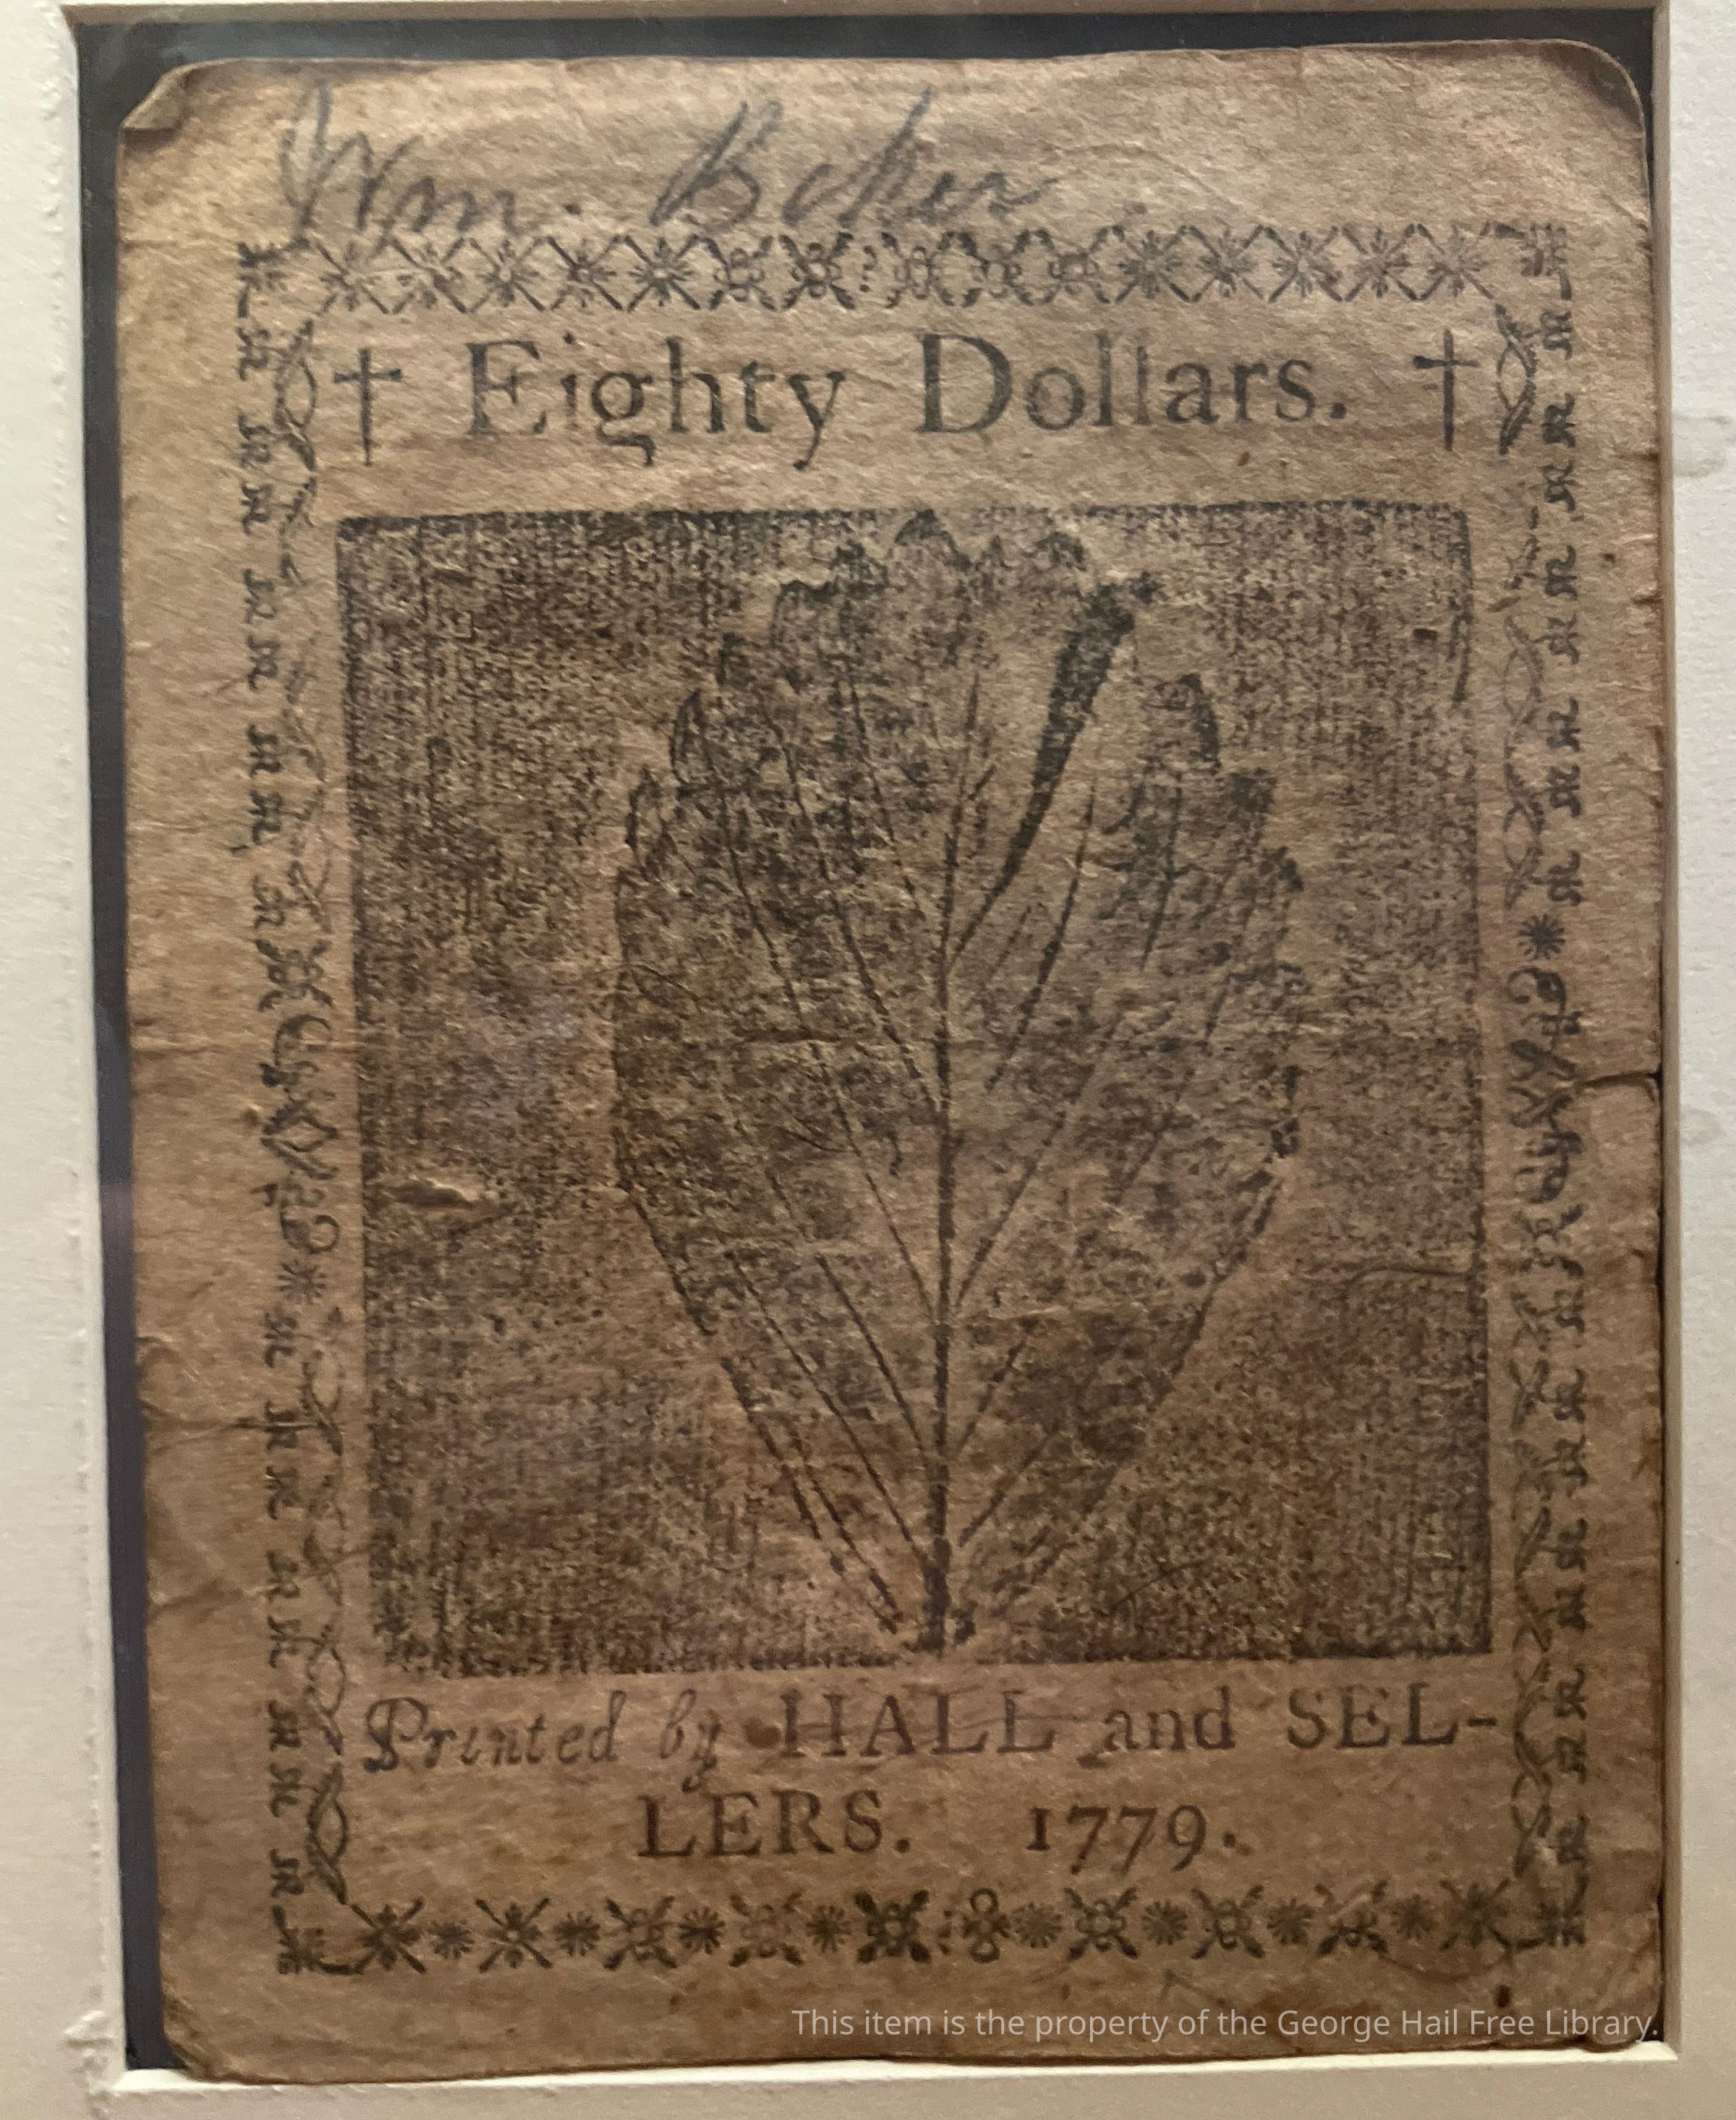 Wm. Baker
† Eighty Dollars. †
Printed by HALL and SEL-
LERS. 1779.
This item is the property of the George Hail Free Library.